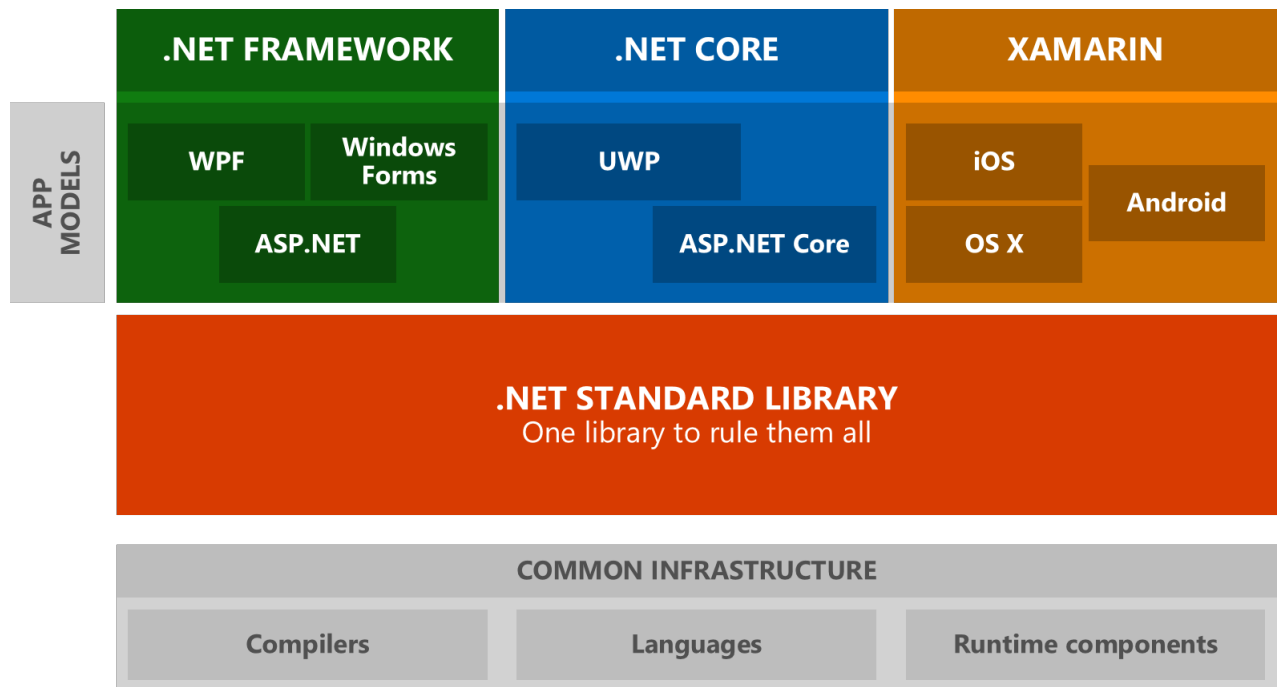 .NET FRAMEWORK
.NET CORE
XAMARIN
APP
MODELS
WPF
Windows
Forms
ASP.NET
UWP
ASP.NET Core
iOS
Android
OS X
.NET STANDARD LIBRARY
One library to rule them all
COMMON INFRASTRUCTURE
Compilers
Languages
Runtime components